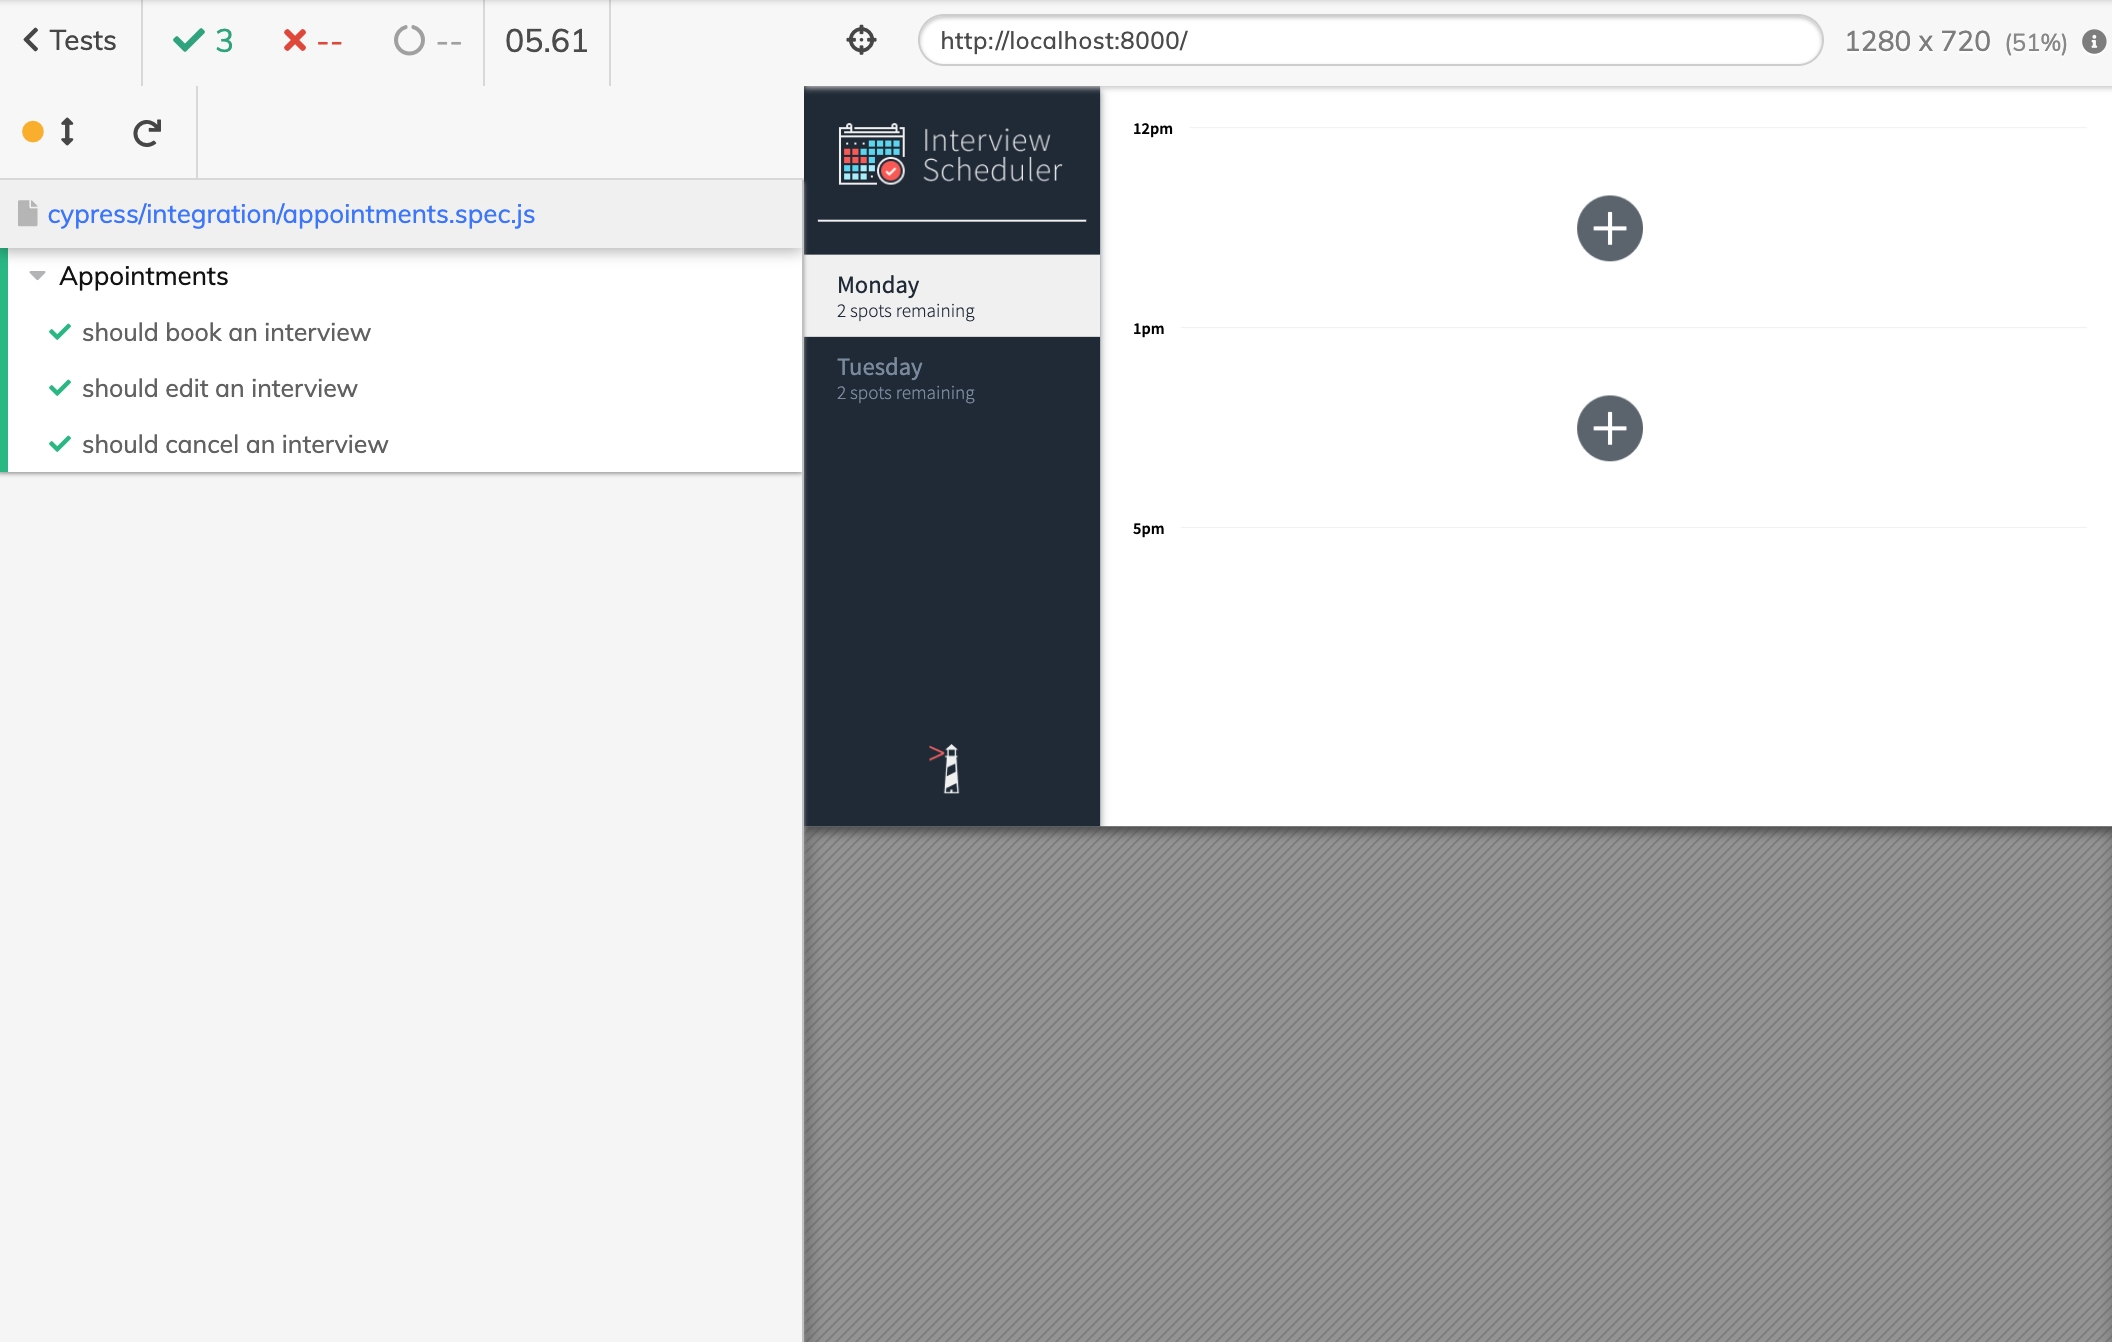 Tests 3 -- -- 05.61
http://localhost:8000/ 1280 x 720 (51%)
cypress/integration/appointments.spec.js
Appointments
should book an interview
should edit an interview
should cancel an interview
Interview
Scheduler
Monday
2 spots remaining
Tuesday
2 spots remaining
12pm
1pm
5pm